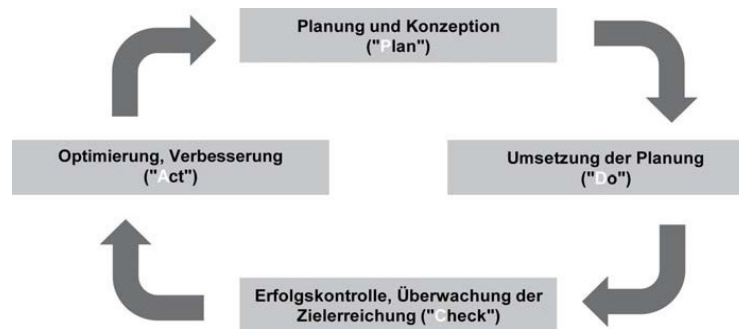 Planung und Konzeption
("Plan")
Umsetzung der Planung
("Do")
Erfolgskontrolle, Überwachung der
Zielerreichung ("Check")
Optimierung, Verbesserung
("Act")